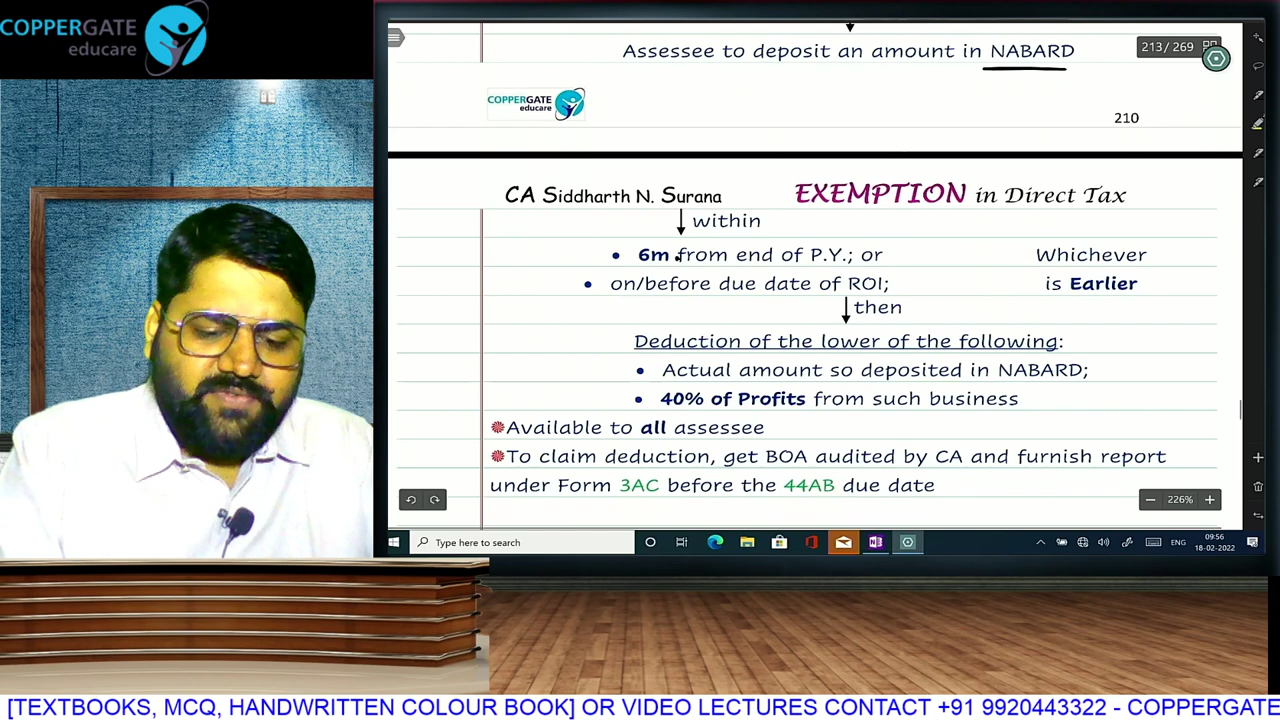 COPPERGATE
educare
Assessee to deposit an amount in NABARD
213 / 269
COPPERGATE
educare
210
CA Siddharth N. Surana
EXEMPTION in Direct Tax
within
• 6m from end of P.Y.; or
Whichever
• on/before due date of ROI;
is Earlier
then
Deduction of the lower of the following:
• Actual amount so deposited in NABARD;
• 40% of Profits from such business
Available to all assessee
To claim deduction, get BOA audited by CA and furnish report
under Form 3AC before the 44AB due date
226%
Type here to search
ENG
09:56
18-02-2022
[TEXTBOOKS, MCQ, HANDWRITTEN COLOUR BOOK] OR VIDEO LECTURES CONTACT +91 9920443322 - COPPERGATE